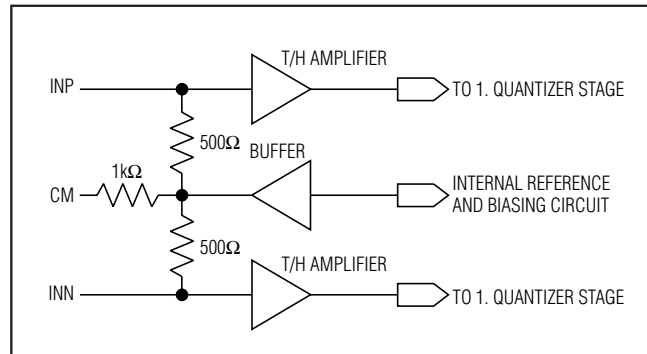 T/H AMPLIFIER
INP
TO 1. QUANTIZER STAGE
500Ω
BUFFER
1kΩ
CM
INTERNAL REFERENCE
AND BIASING CIRCUIT
500Ω
T/H AMPLIFIER
INN
TO 1. QUANTIZER STAGE